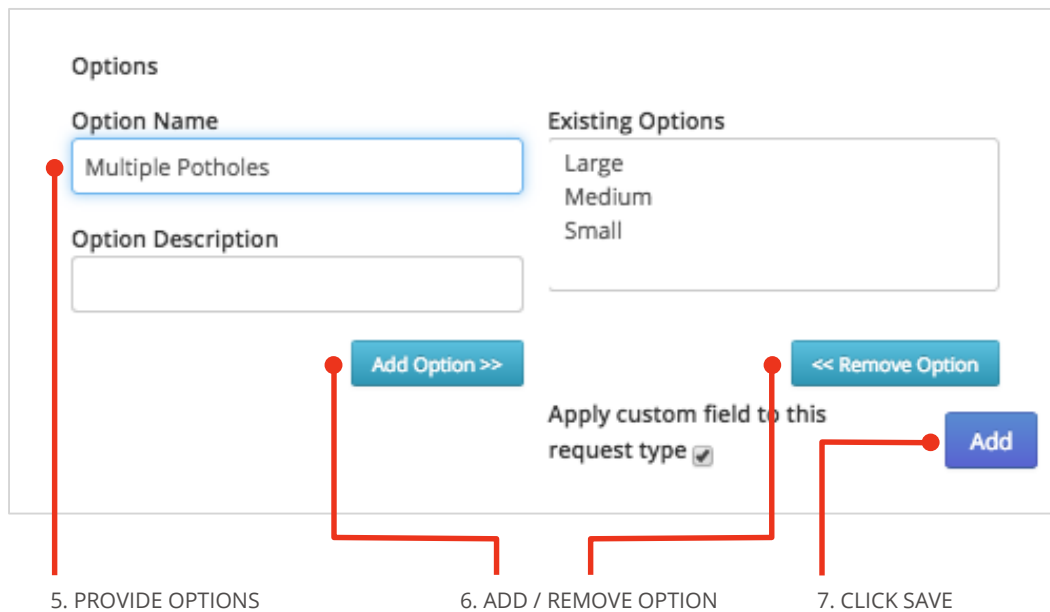 Options
Option Name
Multiple Potholes
Option Description
Add Option >>
Existing Options
Large
Medium
Small
<< Remove Option
Apply custom field to this
request type
Add
5. PROVIDE OPTIONS
6. ADD / REMOVE OPTION
7. CLICK SAVE